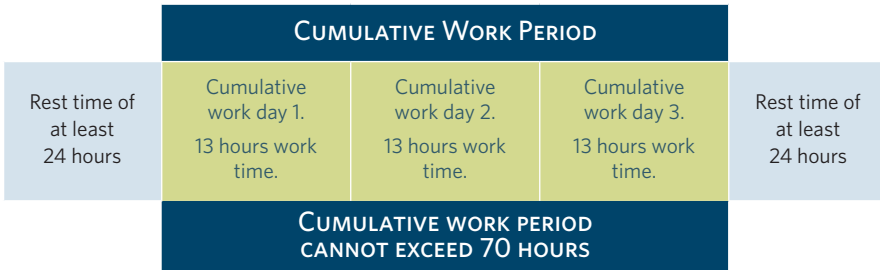 CUMULATIVE WORK PERIOD
Rest time of
at least
24 hours
Cumulative
work day 1.
13 hours work
time.
Cumulative
work day 2.
13 hours work
time.
Cumulative
work day 3.
13 hours work
time.
Rest time of
at least
24 hours
CUMULATIVE WORK PERIOD
CANNOT EXCEED 70 HOURS